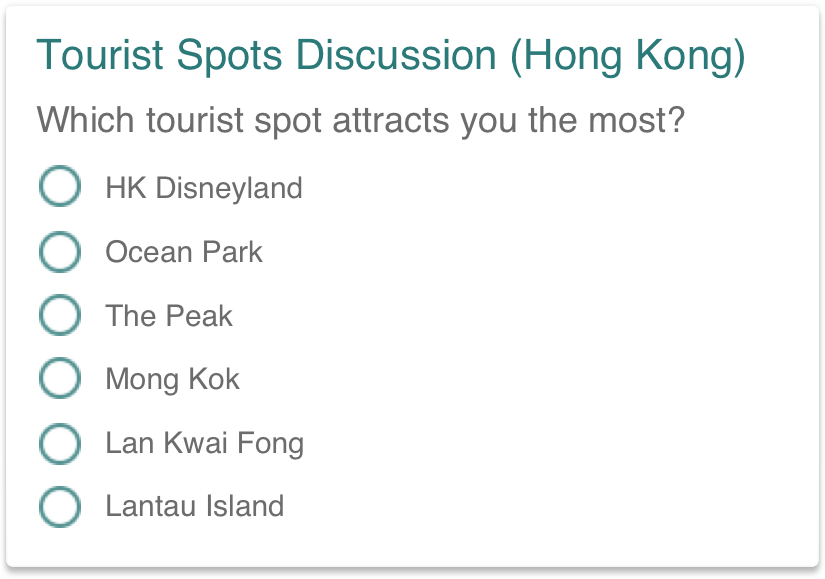 Tourist Spots Discussion (Hong Kong)
Which tourist spot attracts you the most?
HK Disneyland
Ocean Park
The Peak
Mong Kok
Lan Kwai Fong
Lantau Island